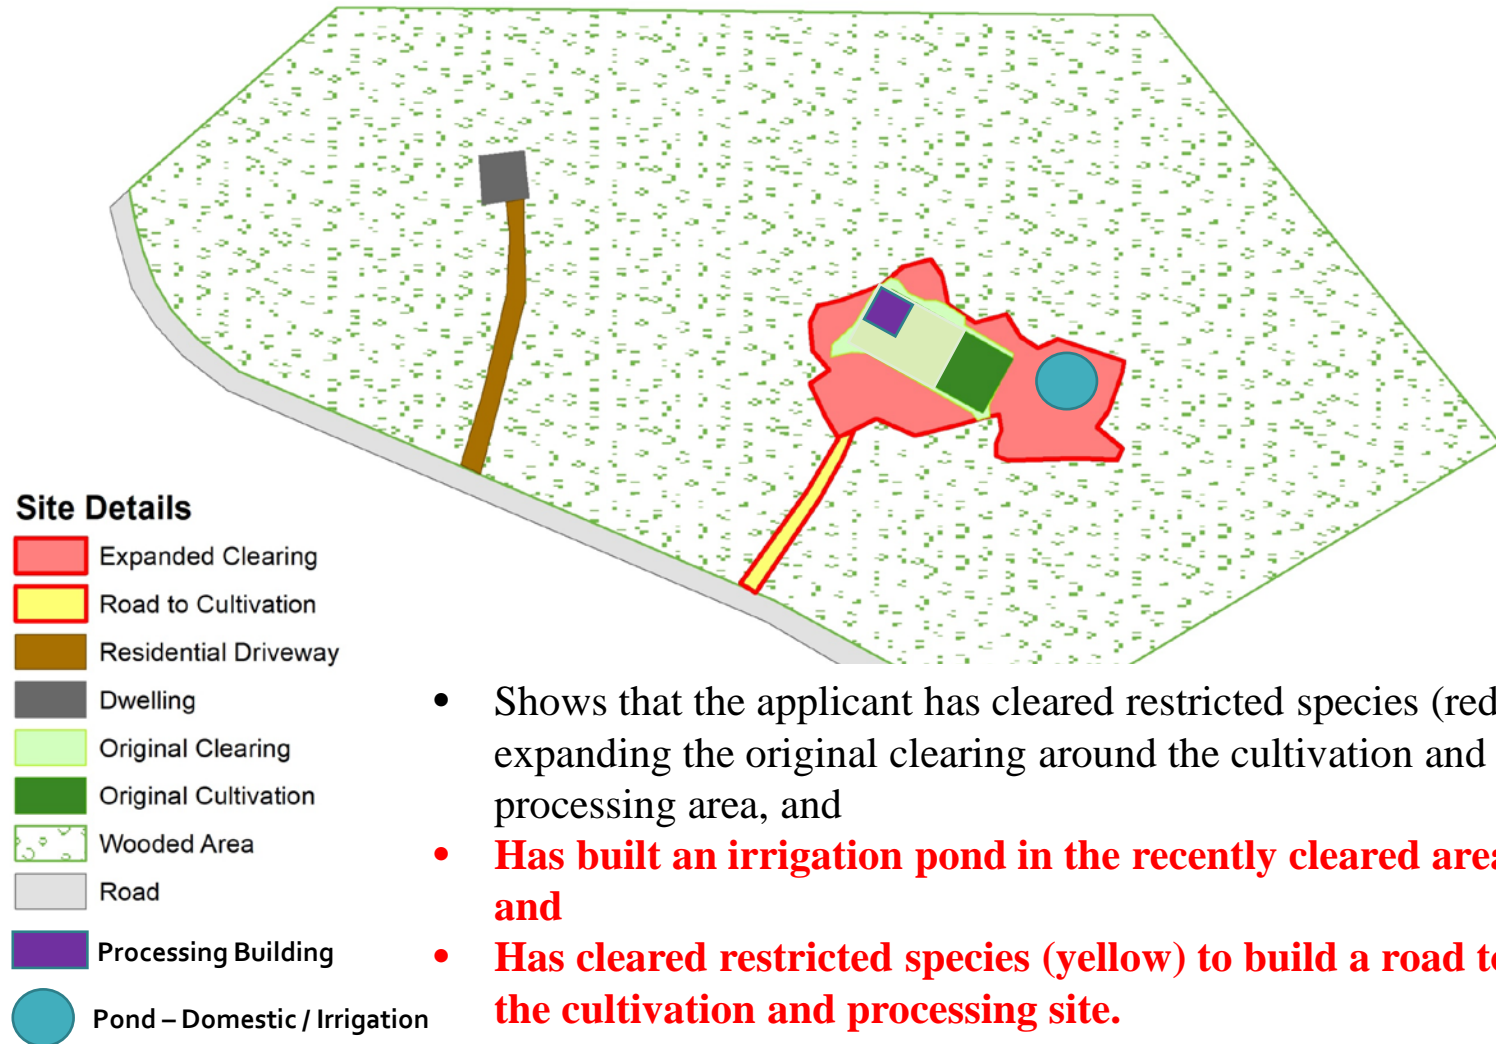 Site Details
Expanded Clearing
Road to Cultivation
Residential Driveway
Dwelling
Original Clearing
Original Cultivation
Wooded Area
Road
Processing Building
Pond – Domestic / Irrigation
• Shows that the applicant has cleared restricted species (red
expanding the original clearing around the cultivation and
processing area, and
• Has built an irrigation pond in the recently cleared area
and
• Has cleared restricted species (yellow) to build a road to
the cultivation and processing site.